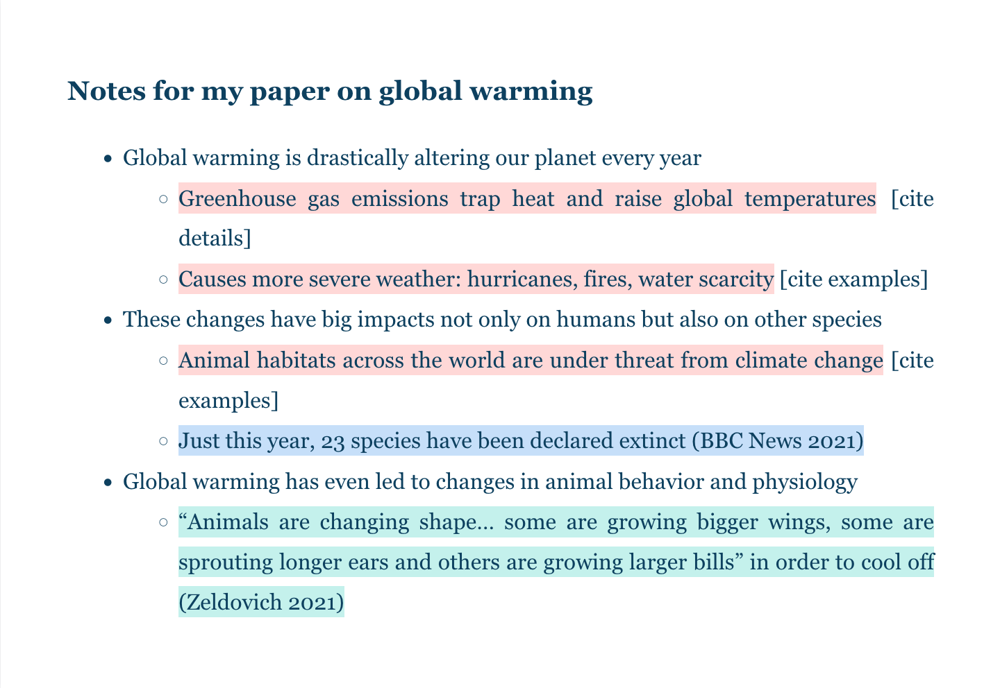 Notes for my paper on global warming
• Global warming is drastically altering our planet every year
○ Greenhouse gas emissions trap heat and raise global temperatures [cite
details]
○ Causes more severe weather: hurricanes, fires, water scarcity [cite examples]
• These changes have big impacts not only on humans but also on other species
○ Animal habitats across the world are under threat from climate change [cite
examples]
○ Just this year, 23 species have been declared extinct (BBC News 2021)
• Global warming has even led to changes in animal behavior and physiology
○ “Animals are changing shape… some are growing bigger wings, some are
sprouting longer ears and others are growing larger bills” in order to cool off
(Zeldovich 2021)